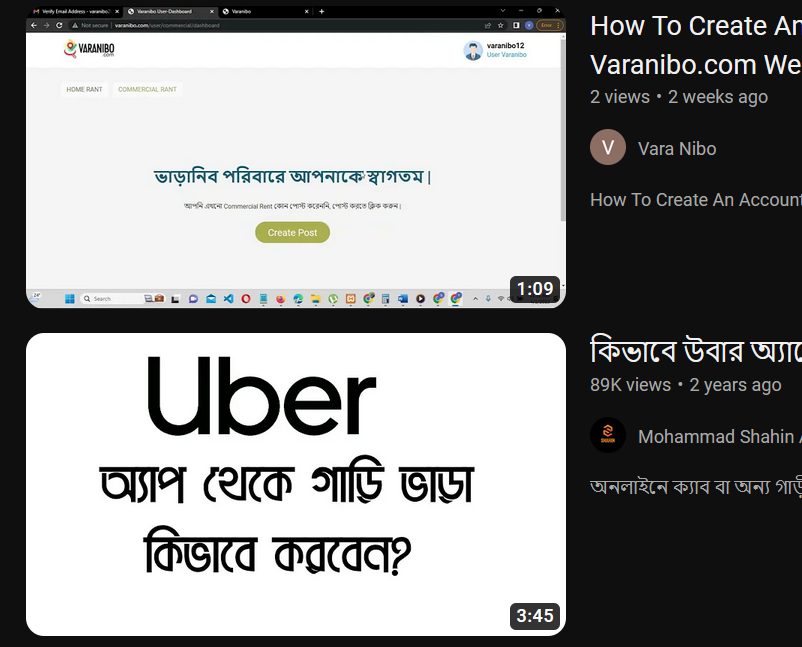 Verify Email Address - varanibo
Varanibo User-Dashboard
Varanibo
Not secure
varanibo.com/user/commercial/dashboard
Error
VARANIBO
.com
varanibo12
User Varanibo
HOME RANT
COMMERCIAL RANT
ভাড়ানিব পরিবারে আপনাকে স্বাগতম|
আপনি এখনো Commercial Rent কোন পোস্ট করেননি, পোস্ট করতে ক্লিক করুন|
Create Post
Search
1:09
How To Create An
Varanibo.com We
2 views • 2 weeks ago
V
Vara Nibo
How To Create An Account
Uber
অ্যাপ থেকে গাড়ি ভাড়া
কিভাবে করবেন?
3:45
কিভাবে উবার অ্যা
89K views • 2 years ago
SHAHIN
Mohammad Shahin A
অনলাইনে ক্যাব বা অন্য গাড়ী